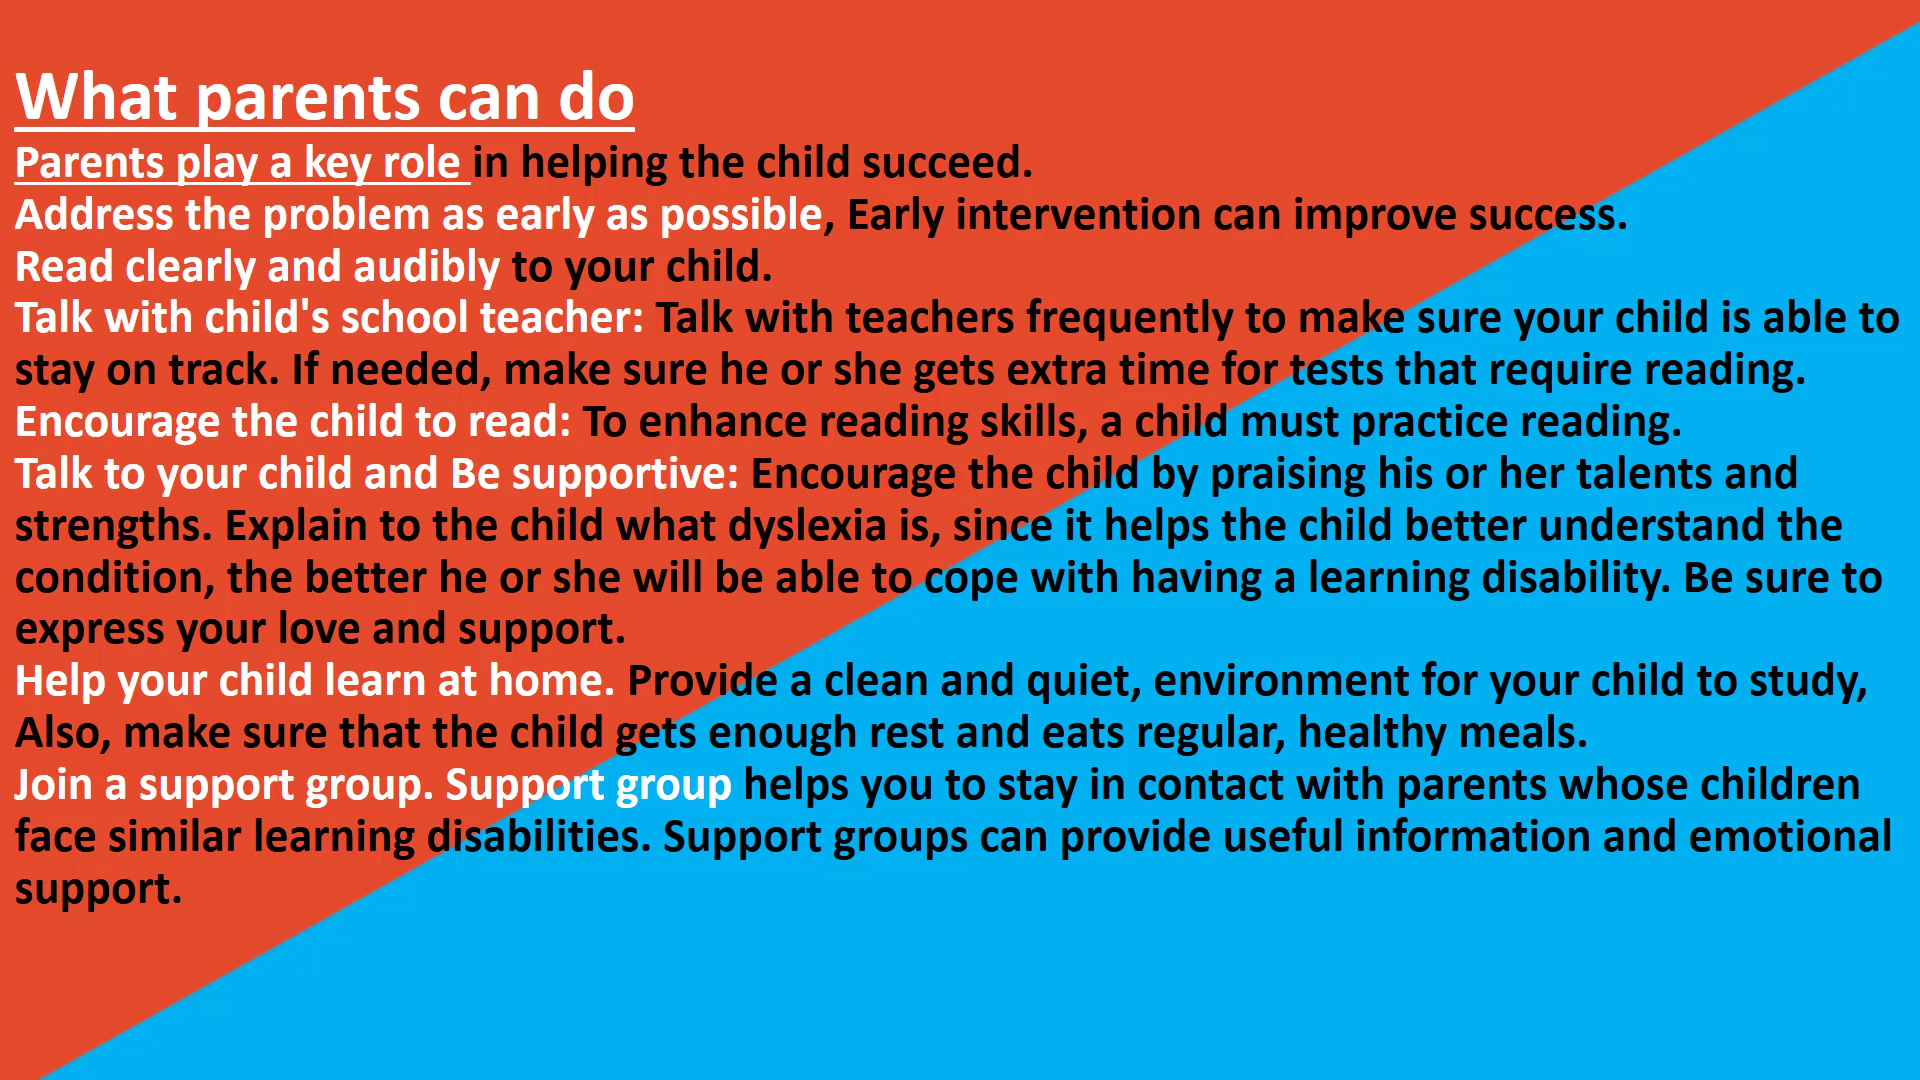 What parents can do
Parents play a key role in helping the child succeed.
Address the problem as early as possible, Early intervention can improve success.
Read clearly and audibly to your child.
Talk with child's school teacher: Talk with teachers frequently to make sure your child is able to
stay on track. If needed, make sure he or she gets extra time for tests that require reading.
Encourage the child to read: To enhance reading skills, a child must practice reading.
Talk to your child and Be supportive: Encourage the child by praising his or her talents and
strengths. Explain to the child what dyslexia is, since it helps the child better understand the
condition, the better he or she will be able to cope with having a learning disability. Be sure to
express your love and support.
Help your child learn at home. Provide a clean and quiet, environment for your child to study,
Also, make sure that the child gets enough rest and eats regular, healthy meals.
Join a support group. Support group helps you to stay in contact with parents whose children
face similar learning disabilities. Support groups can provide useful information and emotional
support.